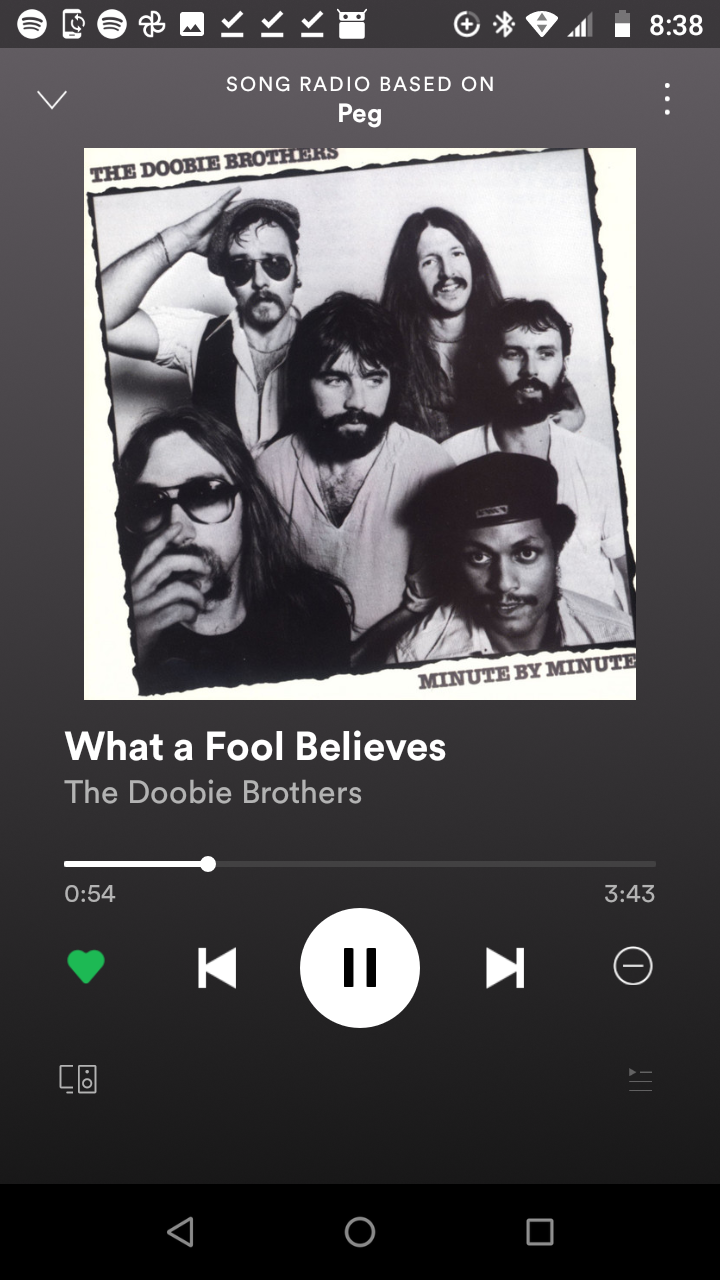 8:38
SONG RADIO BASED ON
Peg
THE DOOBIE BROTHERS
MINUTE BY MINUTE
What a Fool Believes
The Doobie Brothers
0:54
3:43